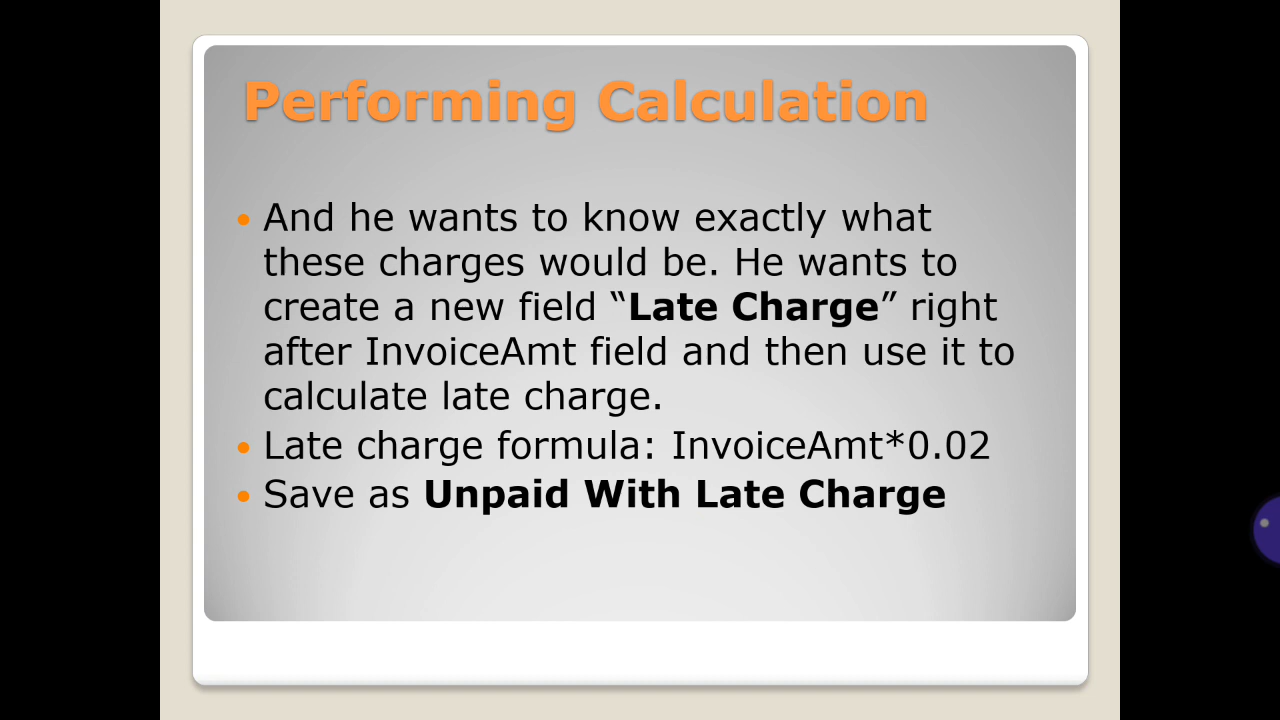 Performing Calculation
And he wants to know exactly what
these charges would be. He wants to
create a new field “Late Charge” right
after InvoiceAmt field and then use it to
calculate late charge.
Late charge formula: InvoiceAmt*0.02
Save as Unpaid With Late Charge